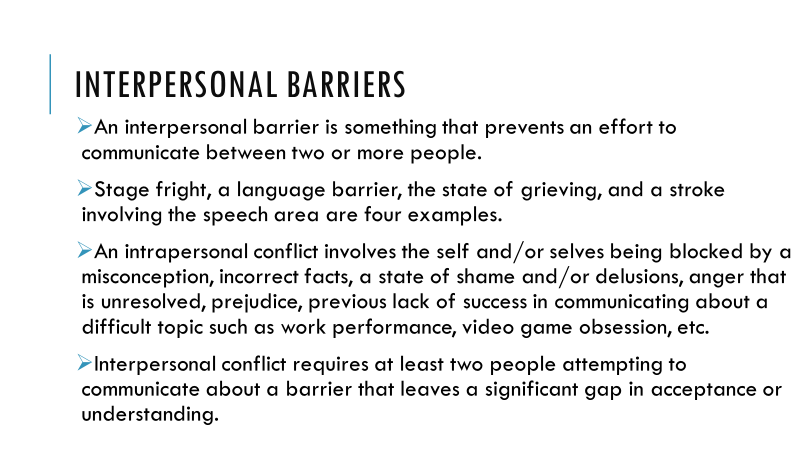 INTERPERSONAL BARRIERS
➢An interpersonal barrier is something that prevents an effort to
communicate between two or more people.
➢Stage fright, a language barrier, the state of grieving, and a stroke
involving the speech area are four examples.
➢An intrapersonal conflict involves the self and/or selves being blocked by a
misconception, incorrect facts, a state of shame and/or delusions, anger that
is unresolved, prejudice, previous lack of success in communicating about a
difficult topic such as work performance, video game obsession, etc.
➢Interpersonal conflict requires at least two people attempting to
communicate about a barrier that leaves a significant gap in acceptance or
understanding.